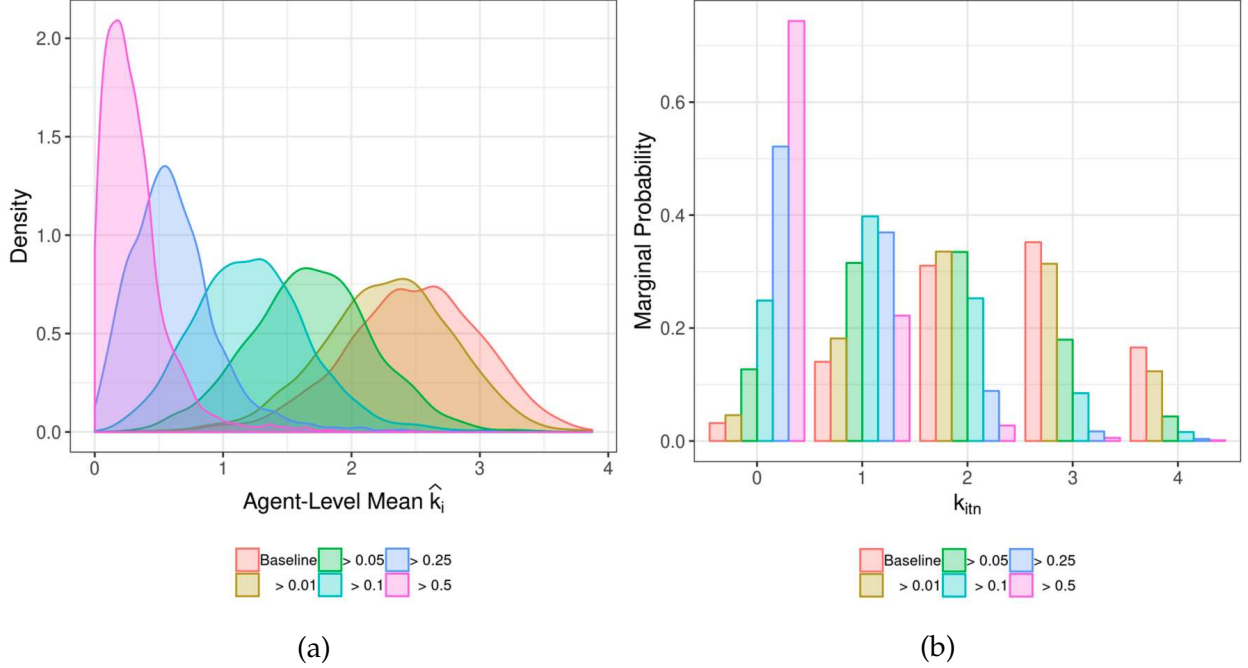 2.0
1.5
1.0
0.5
0.0
Density
0 1 2 3 4
Agent-Level Mean k̂ᵢ
Baseline > 0.05 > 0.25
> 0.01 > 0.1 > 0.5
(a)
0.6
0.4
0.2
0.0
Marginal Probability
0 1 2 3 4
kitn
Baseline > 0.05 > 0.25
> 0.01 > 0.1 > 0.5
(b)